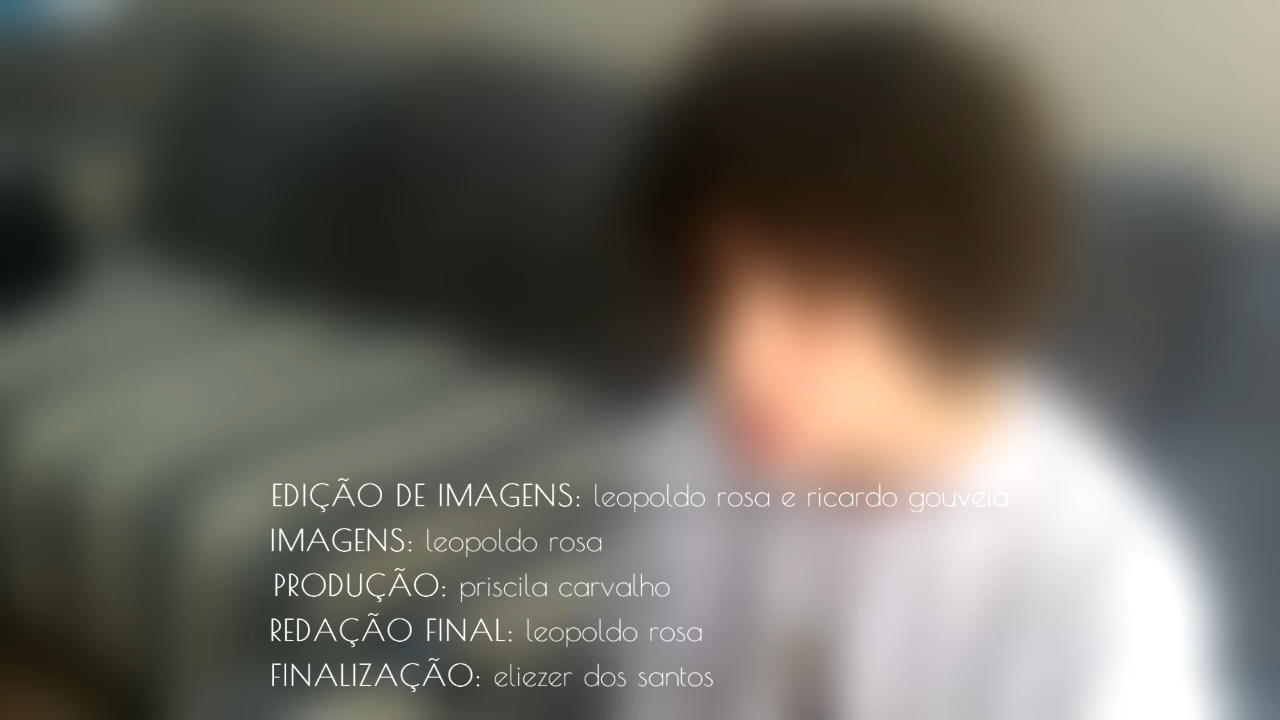 EDIÇÃO DE IMAGENS: leopoldo rosa e ricardo gouveia
IMAGENS: leopoldo rosa
PRODUÇÃO: priscila carvalho
REDAÇÃO FINAL: leopoldo rosa
FINALIZAÇÃO: eliezer dos santos